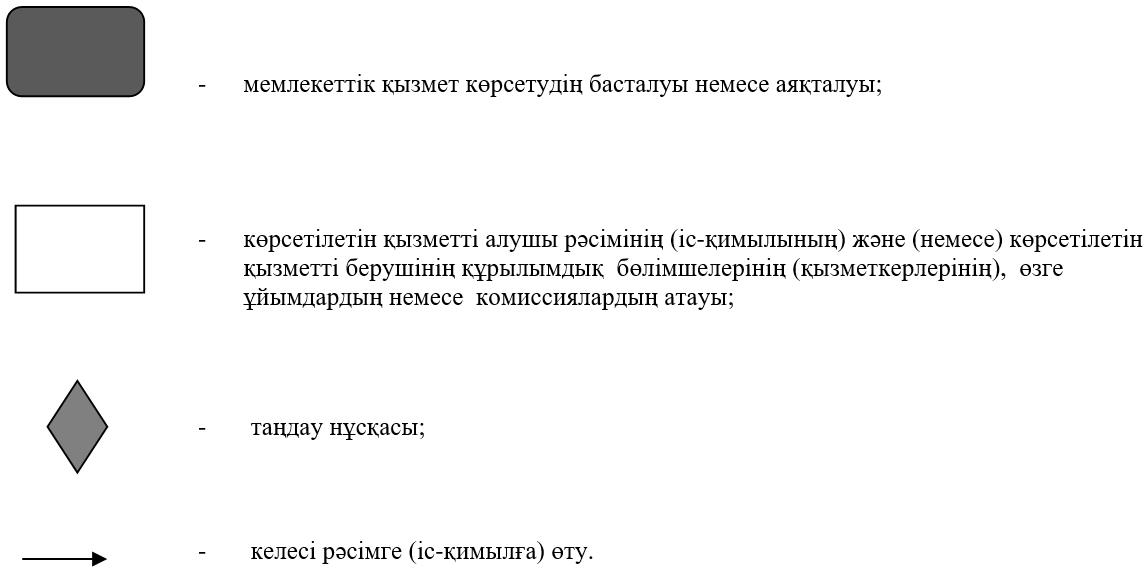 - мемлекеттік қызмет көрсетудің басталуы немесе аяқталуы;
- көрсетілетін қызметті алушы рәсімінің (іс-қимылының) және (немесе) көрсетілетін
қызметті берушінің құрылымдық бөлімшелерінің (қызметкерлерінің), өзге
ұйымдардың немесе комиссиялардың атауы;
- таңдау нұсқасы;
- келесі рәсімге (іс-қимылға) өту.